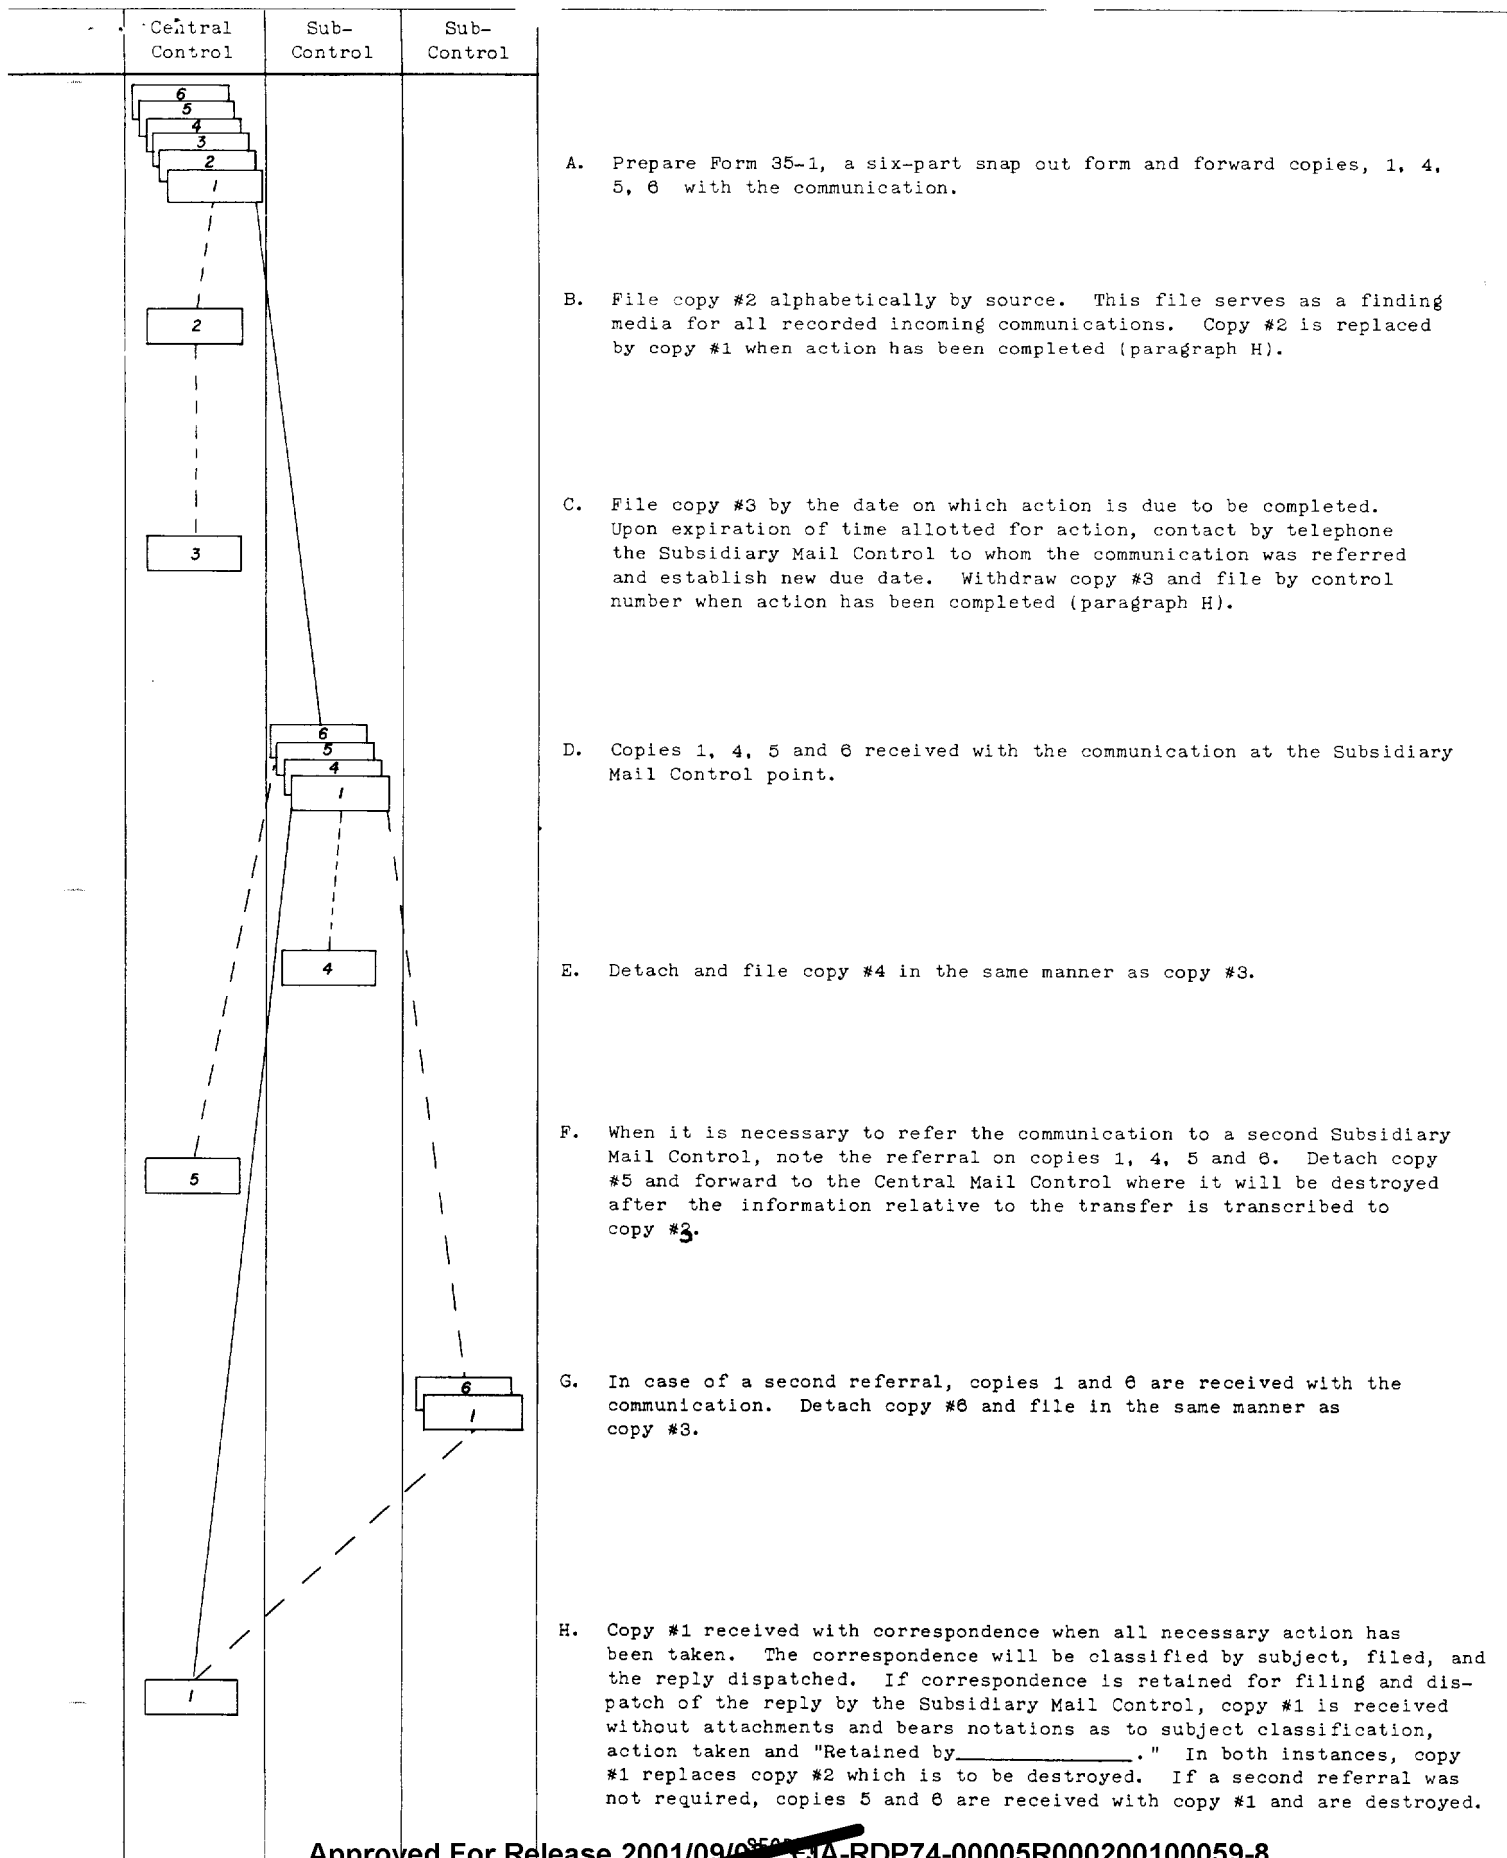 Central Control
Sub- Control
Sub- Control
6
5
4
3
2
1
A. Prepare Form 35-1, a six-part snap out form and forward copies, 1, 4,
5, 6 with the communication.
2
B. File copy #2 alphabetically by source. This file serves as a finding
media for all recorded incoming communications. Copy #2 is replaced
by copy #1 when action has been completed (paragraph H).
3
C. File copy #3 by the date on which action is due to be completed.
Upon expiration of time allotted for action, contact by telephone
the Subsidiary Mail Control to whom the communication was referred
and establish new due date. Withdraw copy #3 and file by control
number when action has been completed (paragraph H).
6
5
4
1
D. Copies 1, 4, 5 and 6 received with the communication at the Subsidiary
Mail Control point.
4
E. Detach and file copy #4 in the same manner as copy #3.
5
F. When it is necessary to refer the communication to a second Subsidiary
Mail Control, note the referral on copies 1, 4, 5 and 6. Detach copy
#5 and forward to the Central Mail Control where it will be destroyed
after the information relative to the transfer is transcribed to
copy #3.
6
1
G. In case of a second referral, copies 1 and 6 are received with the
communication. Detach copy #6 and file in the same manner as
copy #3.
1
H. Copy #1 received with correspondence when all necessary action has
been taken. The correspondence will be classified by subject, filed, and
the reply dispatched. If correspondence is retained for filing and dis-
patch of the reply by the Subsidiary Mail Control, copy #1 is received
without attachments and bears notations as to subject classification,
action taken and "Retained by______________." In both instances, copy
#1 replaces copy #2 which is to be destroyed. If a second referral was
not required, copies 5 and 6 are received with copy #1 and are destroyed.
Approved For Release A-RDP74-00005R000200100059-8